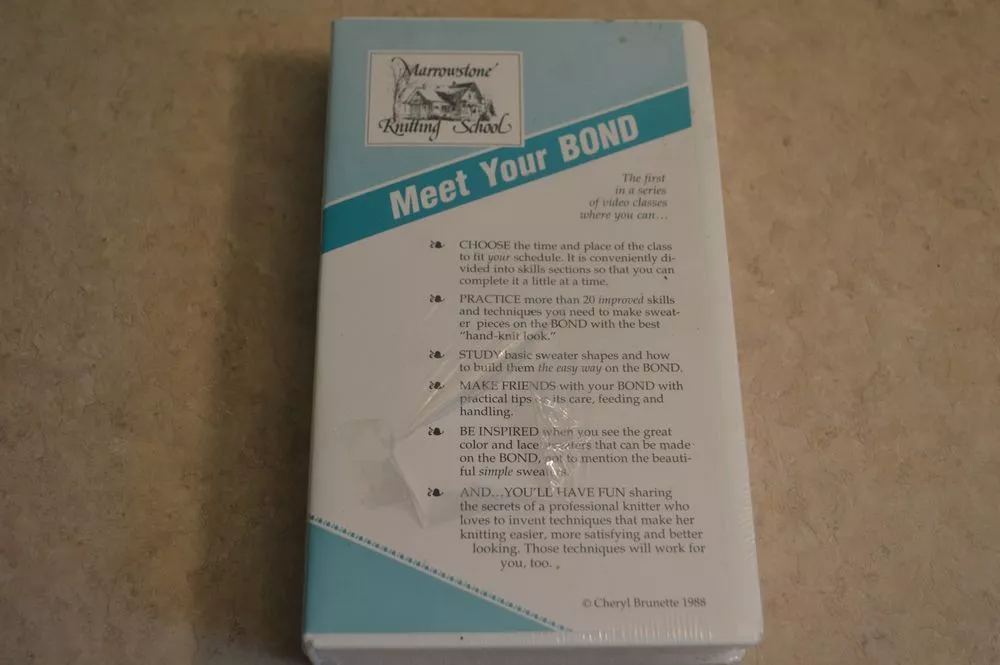 Marrowstone
Knitting School
Meet Your BOND
The first
in a series
of video classes
where you can...
CHOOSE the time and place of the class
to fit your schedule. It is conveniently di-
vided into skills sections so that you can
complete it a little at a time.
PRACTICE more than 20 improved skills
and techniques you need to make sweat-
er pieces on the BOND with the best
"hand-knit look."
STUDY basic sweater shapes and how
to build them the easy way on the BOND.
MAKE FRIENDS with your BOND with
practical tips its care, feeding and
handling.
BE INSPIRED when you see the great
color and lace sweaters that can be made
on the BOND, not to mention the beauti-
ful simple sweaters.
AND...YOU'LL HAVE FUN sharing
the secrets of a professional knitter who
loves to invent techniques that make her
knitting easier, more satisfying and better
looking. Those techniques will work for
you, too.
© Cheryl Brunette 1988